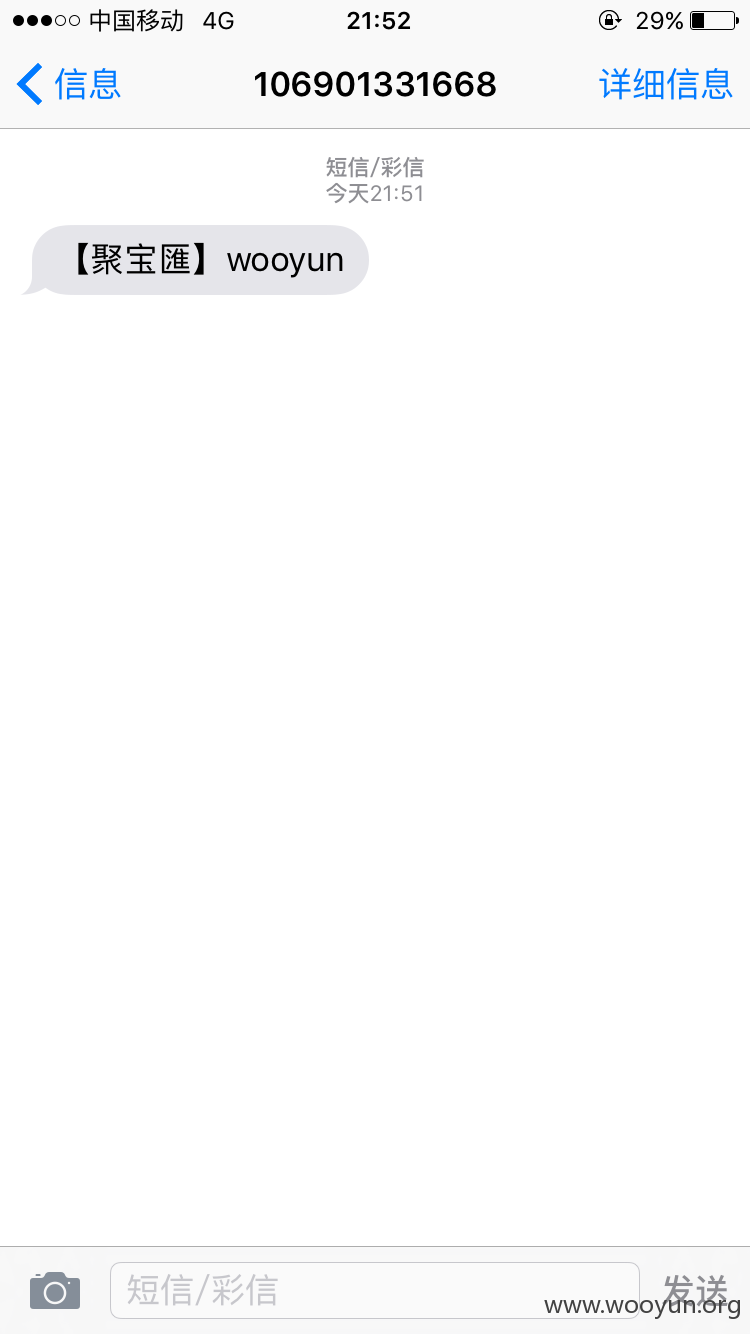 中国移动 4G 21:52 29%
信息 106901331668 详细信息
短信/彩信
今天21:51
【聚宝匯】wooyun
短信/彩信 发送
www.wooyun.org